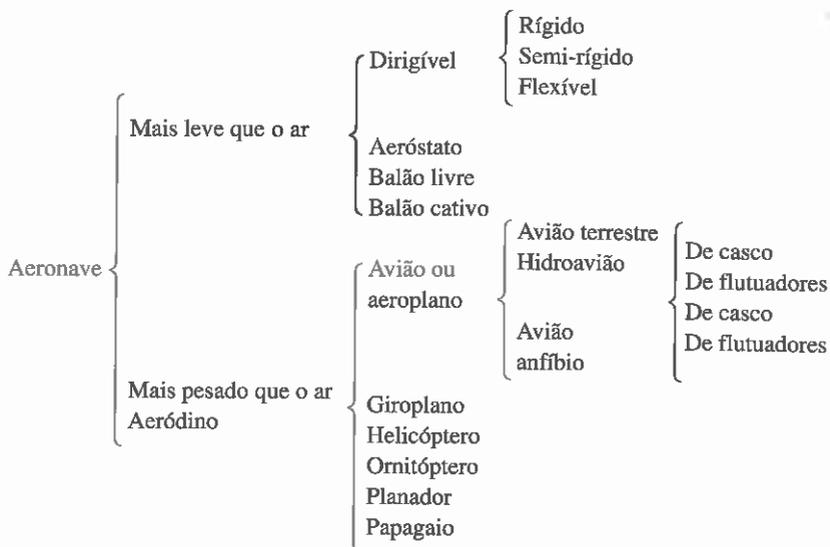 Rígido
Dirigível
Semi-rígido
Flexível
Mais leve que o ar
Aeróstato
Balão livre
Balão cativo
Aeronave
Avião ou
aeroplano
Avião terrestre
Hidroavião
De casco
De flutuadores
De casco
De flutuadores
Avião
anfíbio
Mais pesado que o ar
Aeródino
Giroplano
Helicóptero
Ornitóptero
Planador
Papagaio